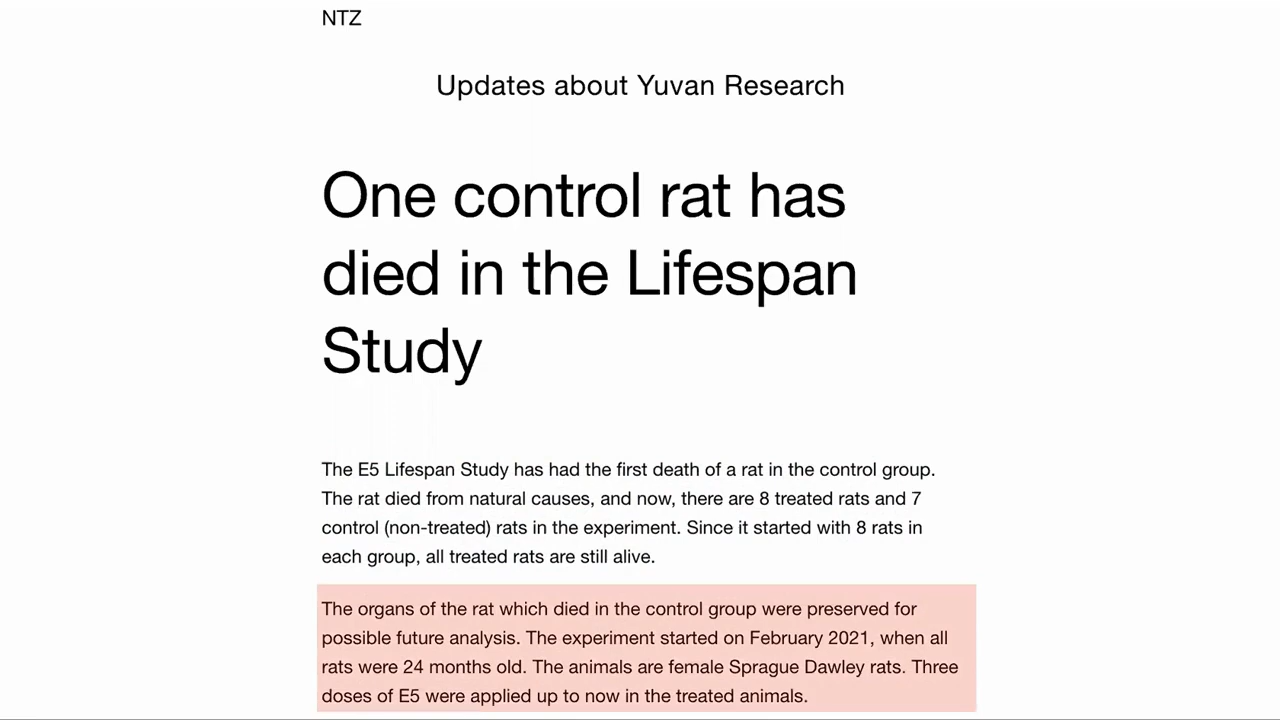 NTZ
Updates about Yuvan Research
One control rat has
died in the Lifespan
Study
The E5 Lifespan Study has had the first death of a rat in the control group.
The rat died from natural causes, and now, there are 8 treated rats and 7
control (non-treated) rats in the experiment. Since it started with 8 rats in
each group, all treated rats are still alive.
The organs of the rat which died in the control group were preserved for
possible future analysis. The experiment started on February 2021, when all
rats were 24 months old. The animals are female Sprague Dawley rats. Three
doses of E5 were applied up to now in the treated animals.